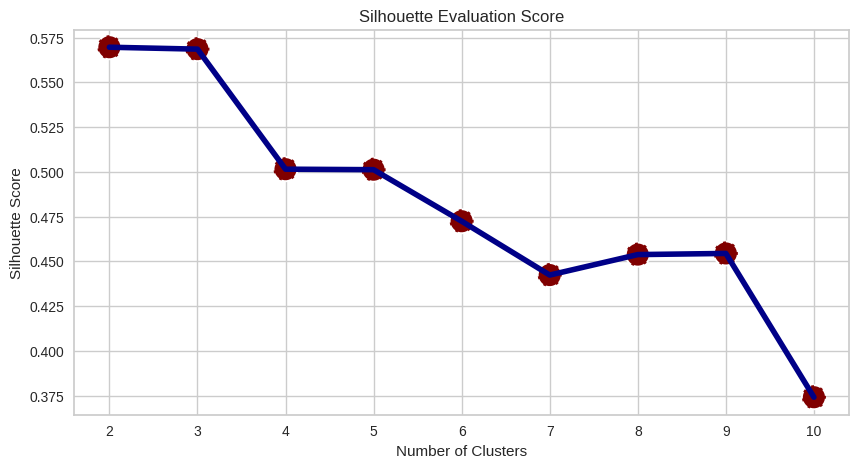 Silhouette Evaluation Score
Silhouette Score
0.575
0.550
0.525
0.500
0.475
0.450
0.425
0.400
0.375
2 3 4 5 6 7 8 9 10
Number of Clusters